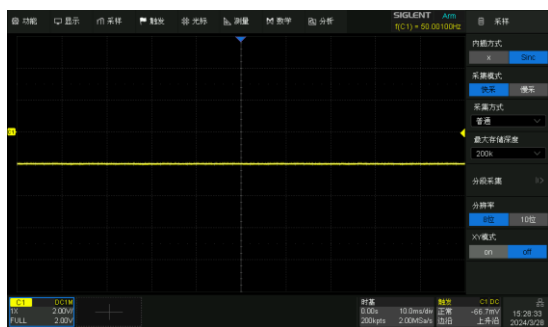 功能 显示 采样 触发 光标 测量 数学 分析
SIGLENT Arm
f(C1) = 50.00100Hz
采样
内插方式
x Sinc
采集模式
快采 慢采
采集方式
普通
最大存储深度
200k
分段采集
分辨率
8位 10位
XY模式
on off
C1
C1 DC1M
1X 2.00V/
FULL 2.00V
时基
0.00s 10.0ms/div
200kpts 2.00MSa/s
触发 C1 DC
正常 -66.7mV
边沿 上升沿
15:28:33
2024/3/28